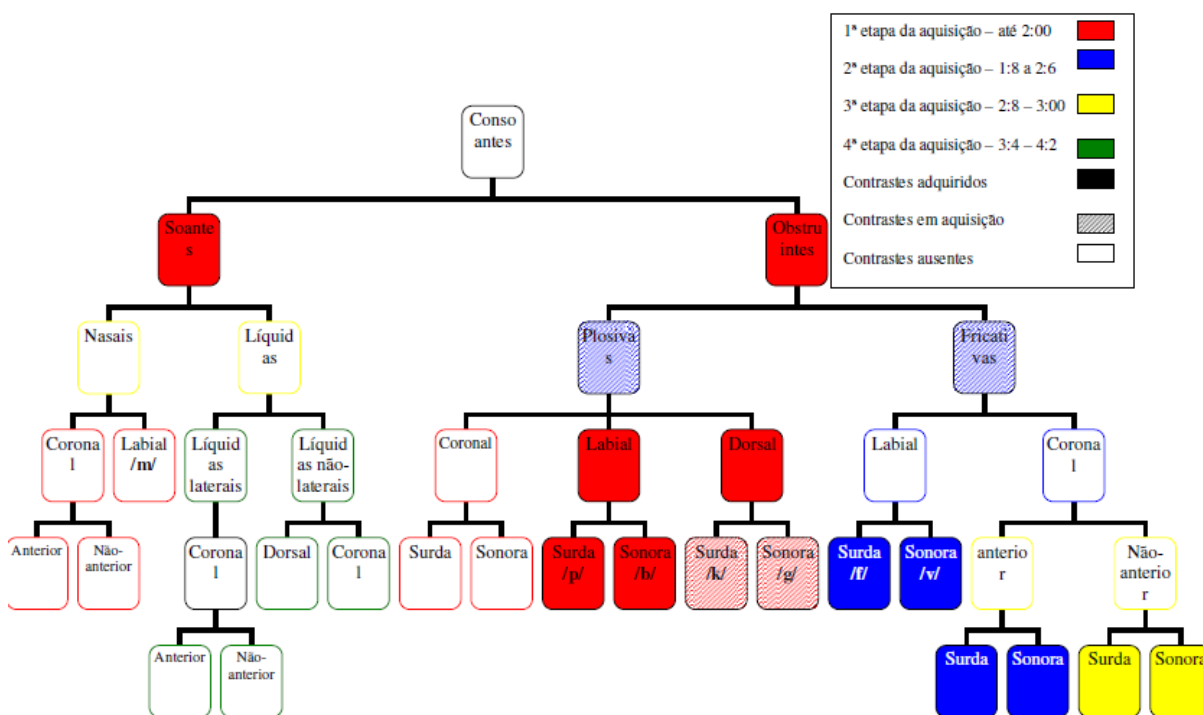 1ª etapa da aquisição – até 2:00
2ª etapa da aquisição – 1:8 a 2:6
3ª etapa da aquisição – 2:8 – 3:00
4ª etapa da aquisição – 3:4 – 4:2
Contrastes adquiridos
Contrastes em aquisição
Contrastes ausentes
Conso
antes
Soante
s
Obstru
intes
Nasais
Líquid
as
Plosiva
s
Fricati
vas
Corona
l
Labial
/m/
Líquid
as
laterais
Líquid
as não-
laterais
Coronal
Labial
Dorsal
Labial
Corona
l
Anterior
Não-
anterior
Corona
l
Dorsal
Corona
l
Surda
Sonora
Surda
/p/
Sonora
/b/
Surda
/k/
Sonora
/g/
Surda
/f/
Sonora
/v/
anterio
r
Não-
anterio
r
Anterior
Não-
anterior
Surda
Sonora
Surda
Sonora